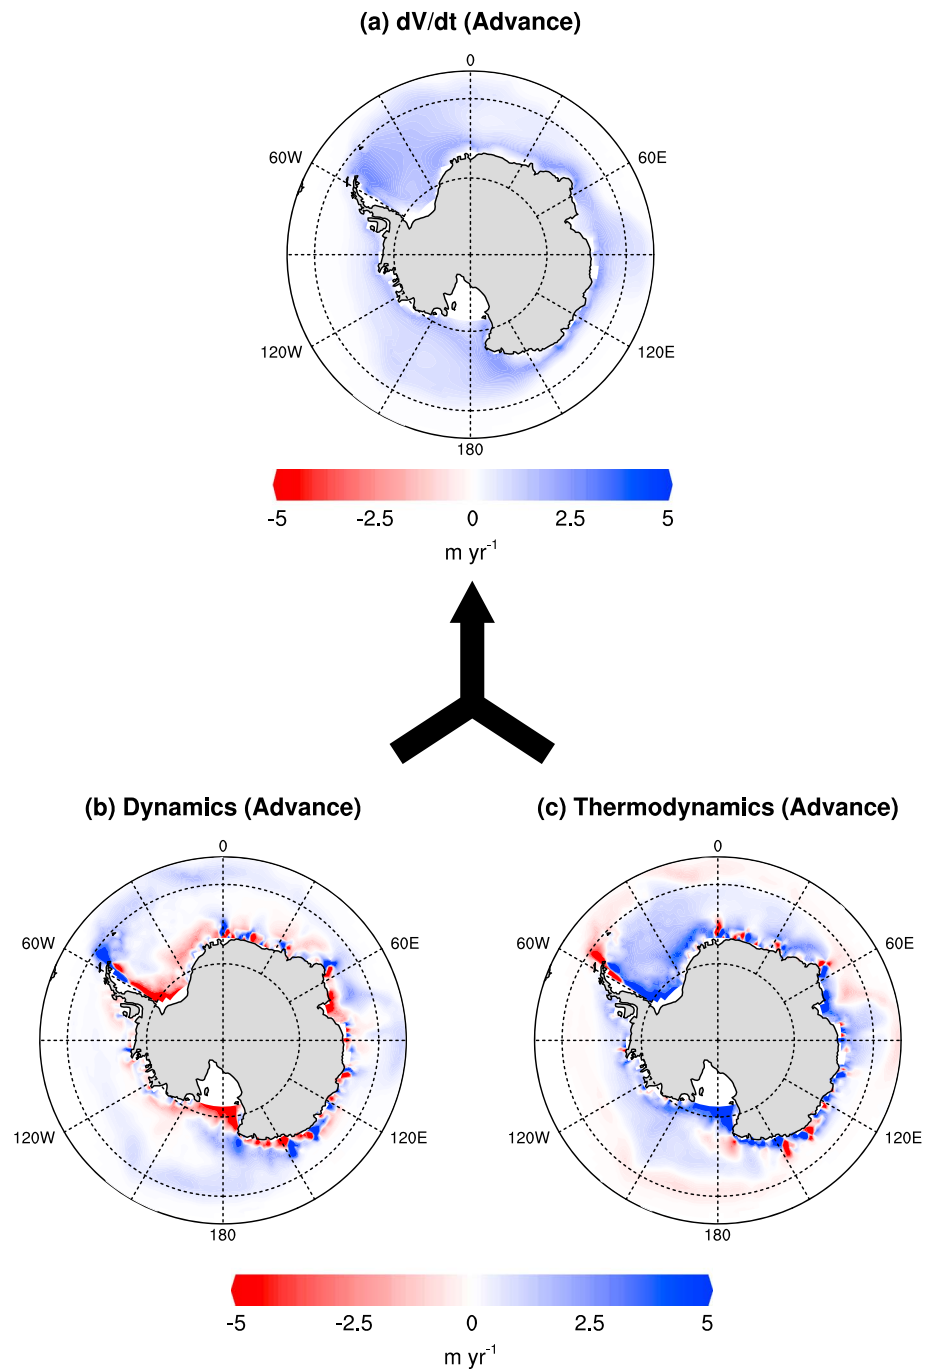 (a) dV/dt (Advance)
0
60W
60E
120W
120E
180
-5 -2.5 0 2.5 5
m yr-1
(b) Dynamics (Advance)
(c) Thermodynamics (Advance)
0
0
60W
60E
60W
60E
120W
120E
120W
120E
180
180
-5 -2.5 0 2.5 5
m yr-1